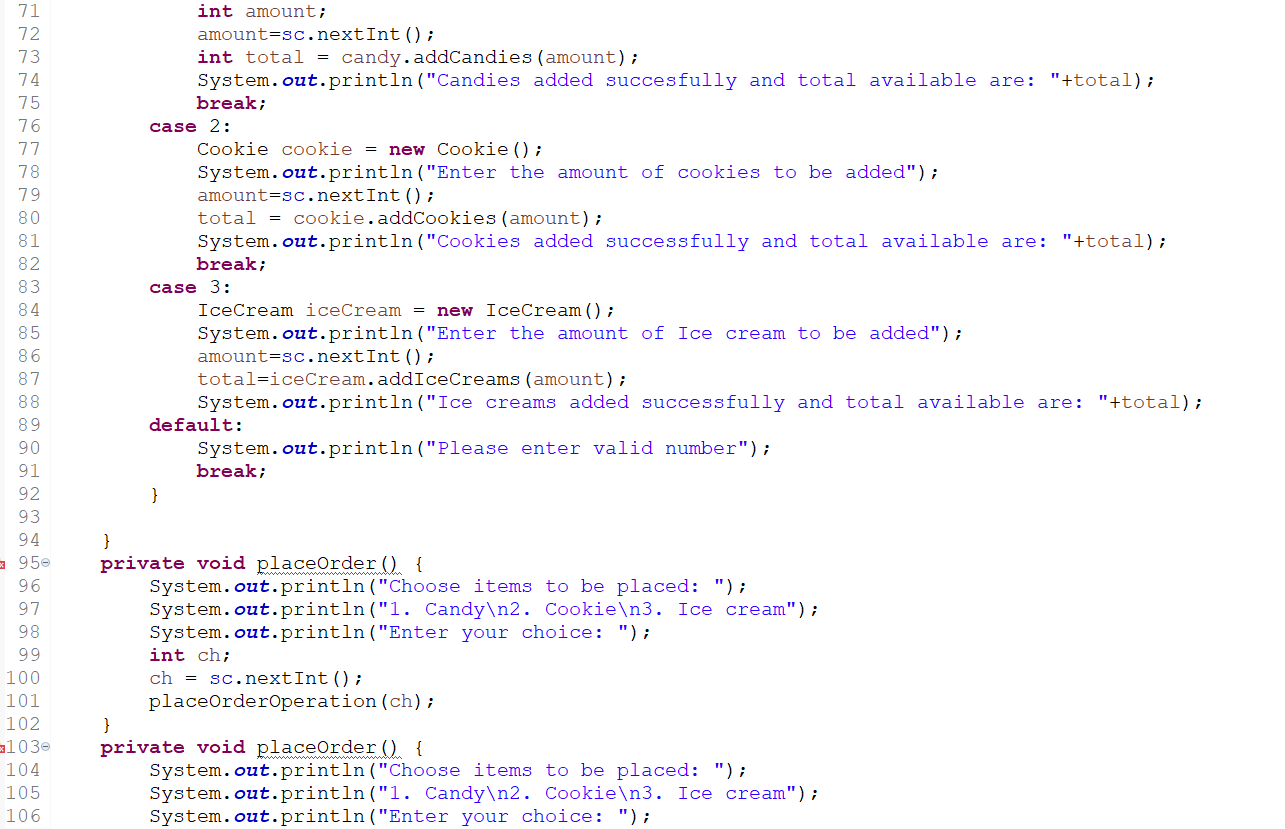 71 int amount;
72 amount=sc.nextInt();
73 int total = candy.addCandies(amount);
74 System.out.println("Candies added succesfully and total available are: "+total);
75 break;
76 case 2:
77 Cookie cookie = new Cookie();
78 System.out.println("Enter the amount of cookies to be added");
79 amount=sc.nextInt();
80 total = cookie.addCookies(amount);
81 System.out.println("Cookies added successfully and total available are: "+total);
82 break;
83 case 3:
84 IceCream iceCream = new IceCream();
85 System.out.println("Enter the amount of Ice cream to be added");
86 amount=sc.nextInt();
87 total=iceCream.addIceCreams(amount);
88 System.out.println("Ice creams added successfully and total available are: "+total);
89 default:
90 System.out.println("Please enter valid number");
91 break;
92 }
93
94 }
95 private void placeOrder() {
96 System.out.println("Choose items to be placed: ");
97 System.out.println("1. Candy\n2. Cookie\n3. Ice cream");
98 System.out.println("Enter your choice: ");
99 int ch;
100 ch = sc.nextInt();
101 placeOrderOperation(ch);
102 }
103 private void placeOrder() {
104 System.out.println("Choose items to be placed: ");
105 System.out.println("1. Candy\n2. Cookie\n3. Ice cream");
106 System.out.println("Enter your choice: ");